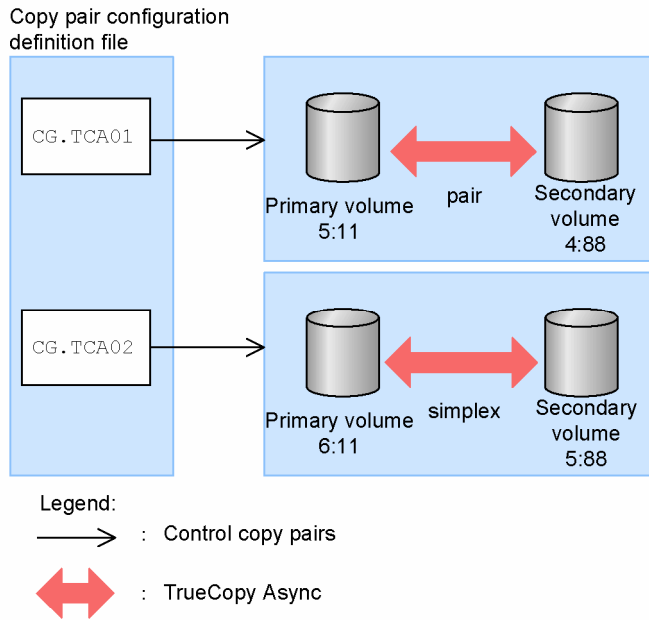 Copy pair configuration
definition file
CG.TCA01
Primary volume
5:11
pair
Secondary
volume
4:88
CG.TCA02
Primary volume
6:11
simplex
Secondary
volume
5:88
Legend:
: Control copy pairs
: TrueCopy Async